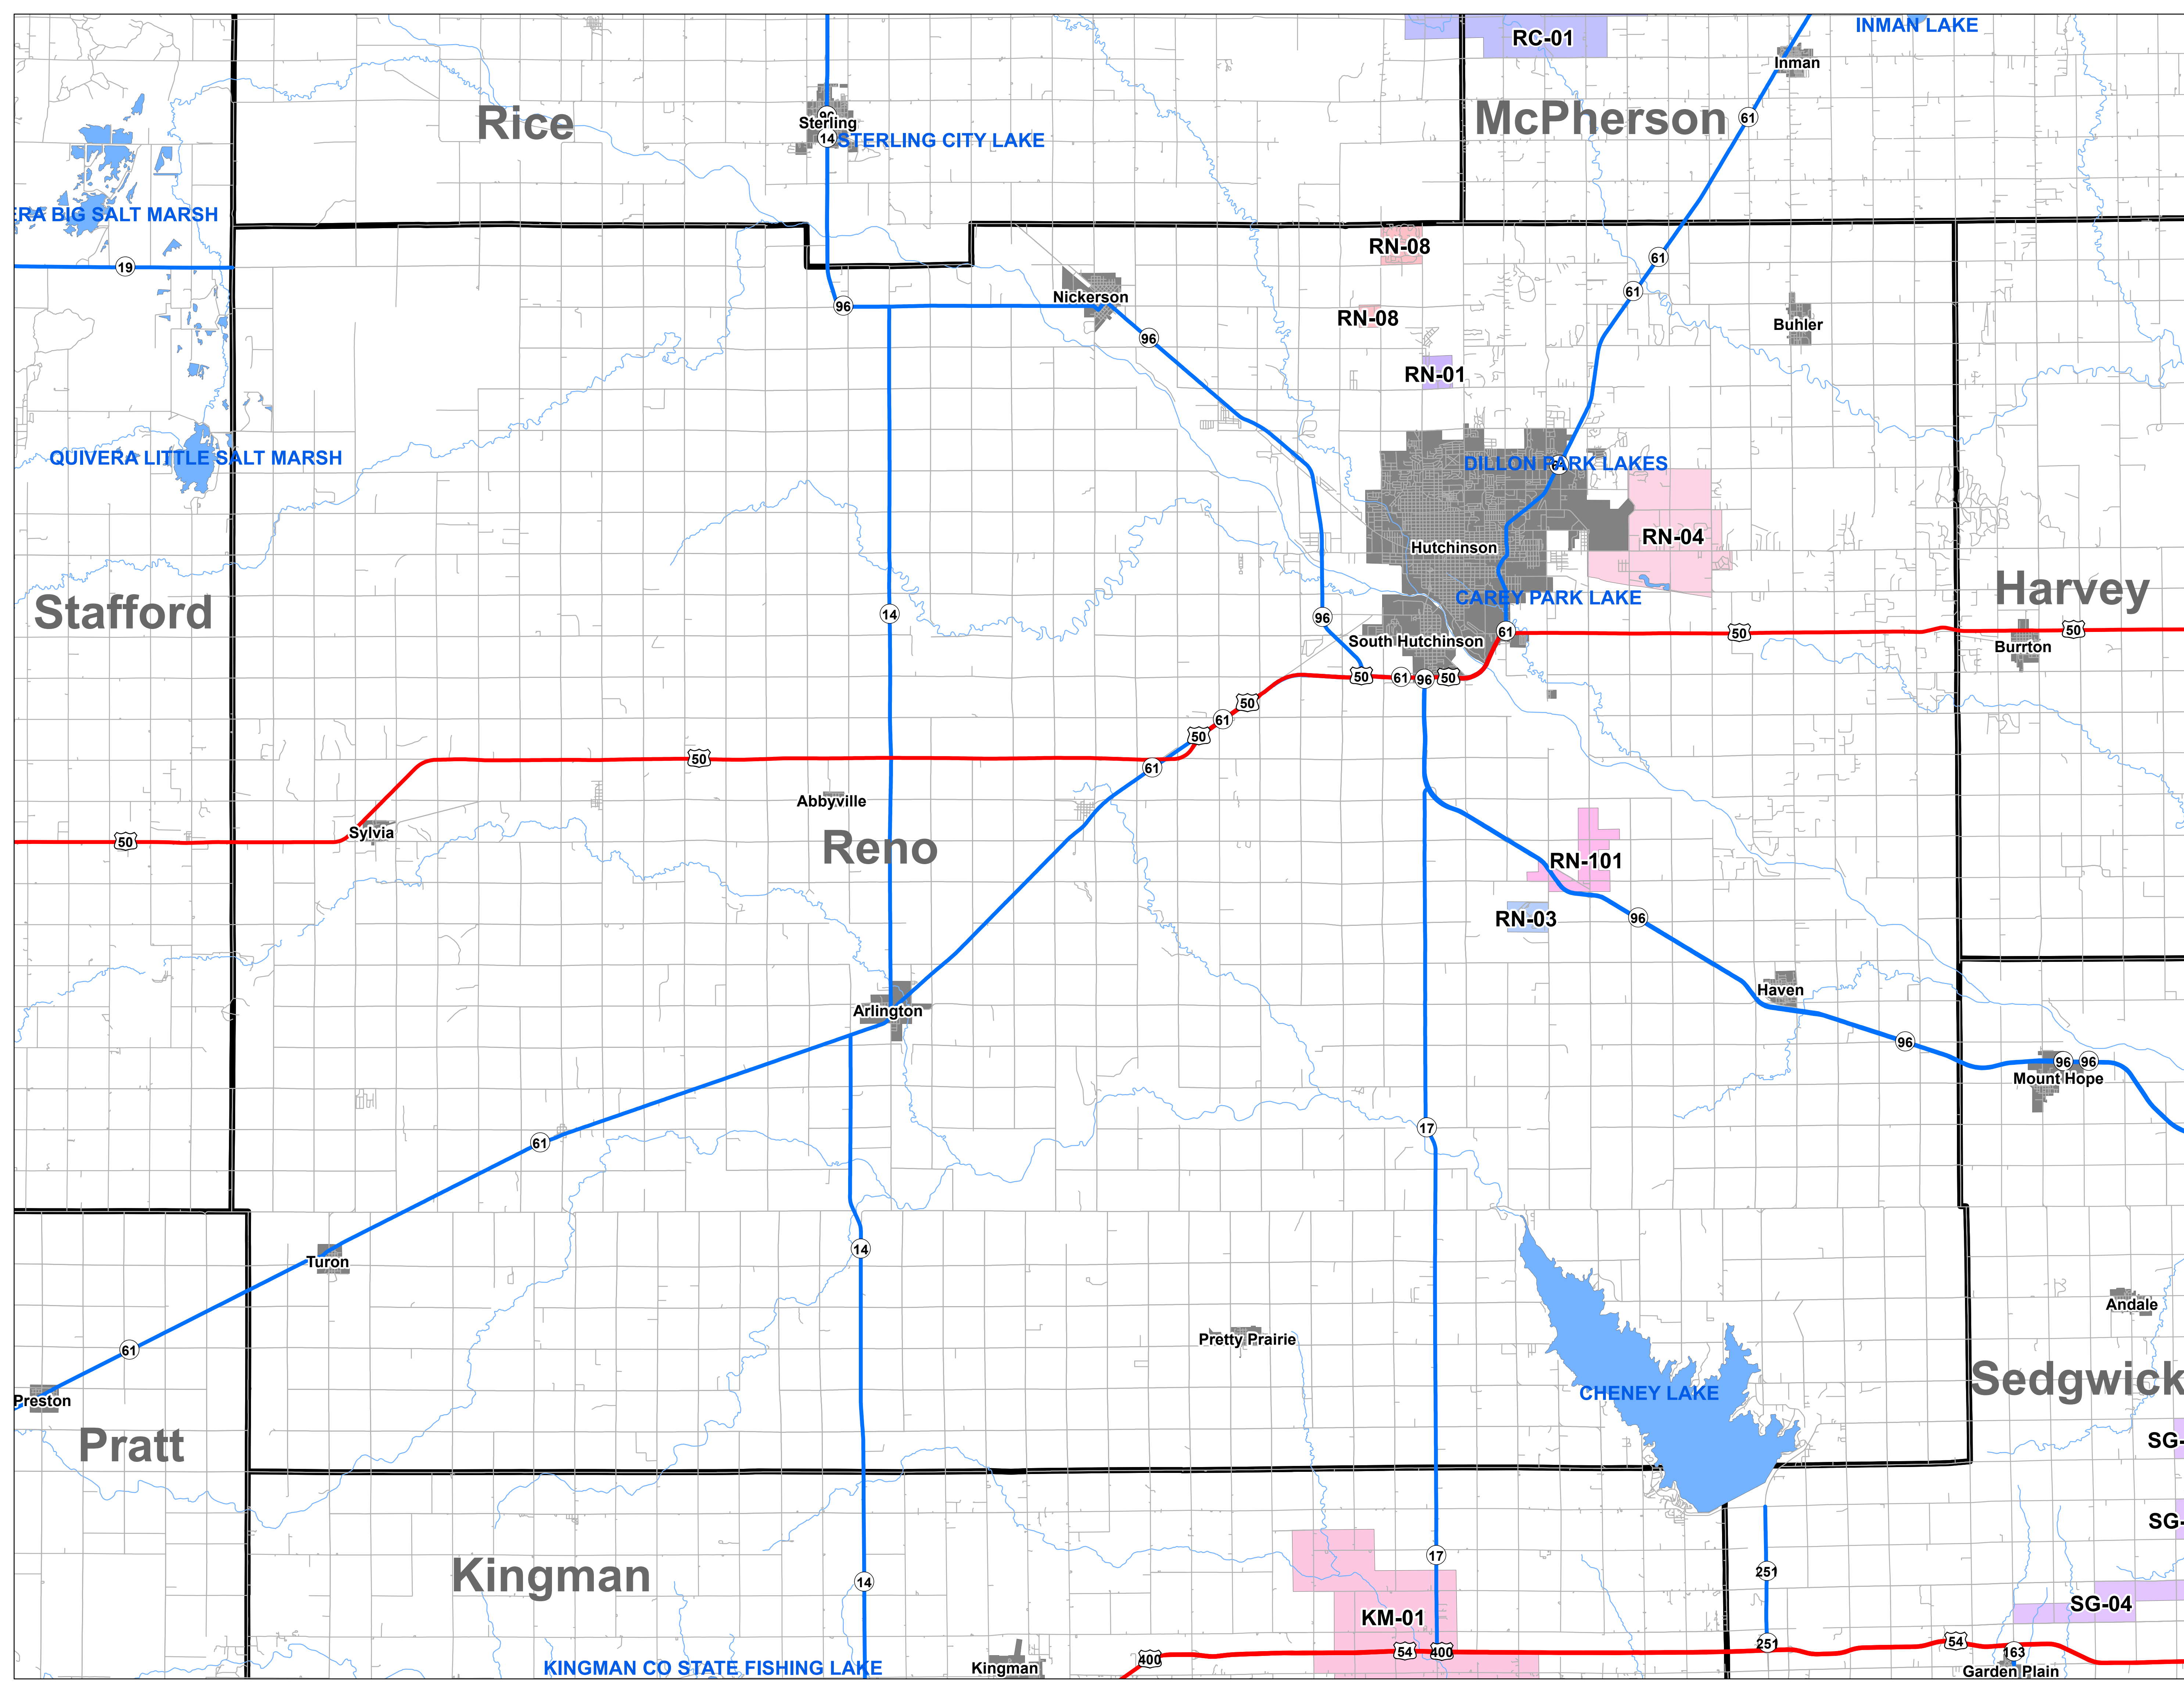 RC-01
INMAN LAKE
Inman
Rice
McPherson
61
Sterling
14
STERLING CITY LAKE
ERA BIG SALT MARSH
RN-08
19
61
61
Nickerson
96
RN-08
Buhler
96
RN-01
QUIVERA LITTLE SALT MARSH
DILLON PARK LAKES
RN-04
Hutchinson
Harvey
CAREY PARK LAKE
Stafford
14
96
61
50
50
South Hutchinson
Burrton
50
61
96
50
50
61
50
50
61
Abbyville
Sylvia
50
Reno
RN-101
RN-03
96
Haven
Arlington
96
96
96
Mount Hope
17
61
14
Turon
Andale
Pretty Prairie
61
Preston
CHENEY LAKE
Sedgwick
Pratt
SG-
SG-
17
251
Kingman
14
SG-04
KM-01
54
400
251
54
163
400
KINGMAN CO STATE FISHING LAKE
Kingman
Garden Plain